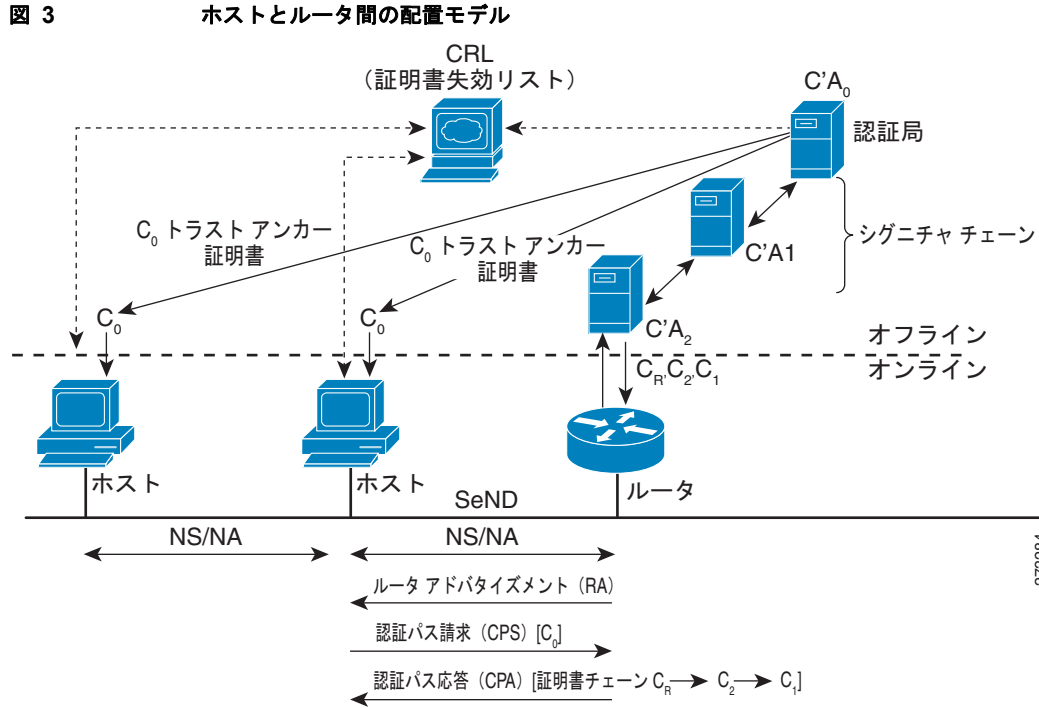 図 3 ホストとルータ間の配置モデル
CRL
（証明書失効リスト）
C'A₀
認証局
C'A1
シグニチャ チェーン
C₀ トラスト アンカー
証明書
C₀ トラスト アンカー
証明書
C₀
C₀
C'A₂
オフライン
オンライン
C_R,C₂,C₁
ホスト
ホスト
ルータ
SeND
NS/NA
NS/NA
ルータ アドバタイズメント（RA）
認証パス請求（CPS）[C₀]
認証パス応答（CPA）[証明書チェーン C_R→ C₂→ C₁]